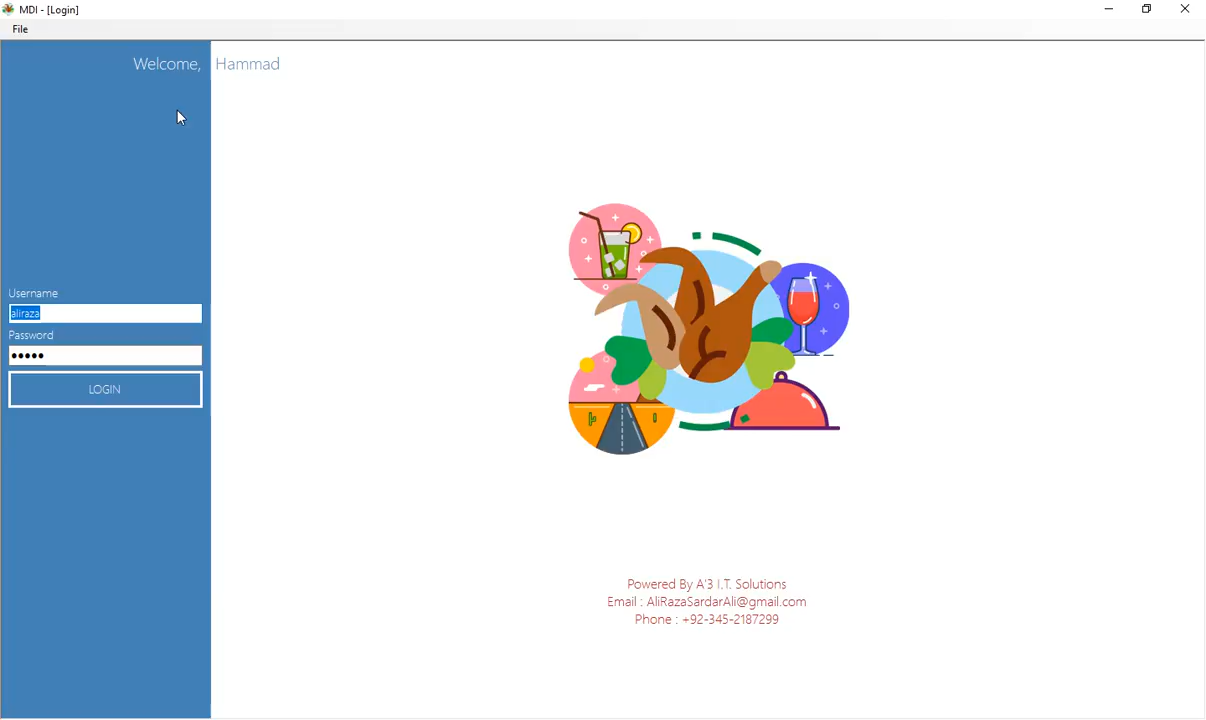 MDI - [Login]
File
Welcome, Hammad
Username
aliraza
Password
•••••
LOGIN
Powered By A'3 I.T. Solutions
Email : AliRazaSardarAli@gmail.com
Phone : +92-345-2187299